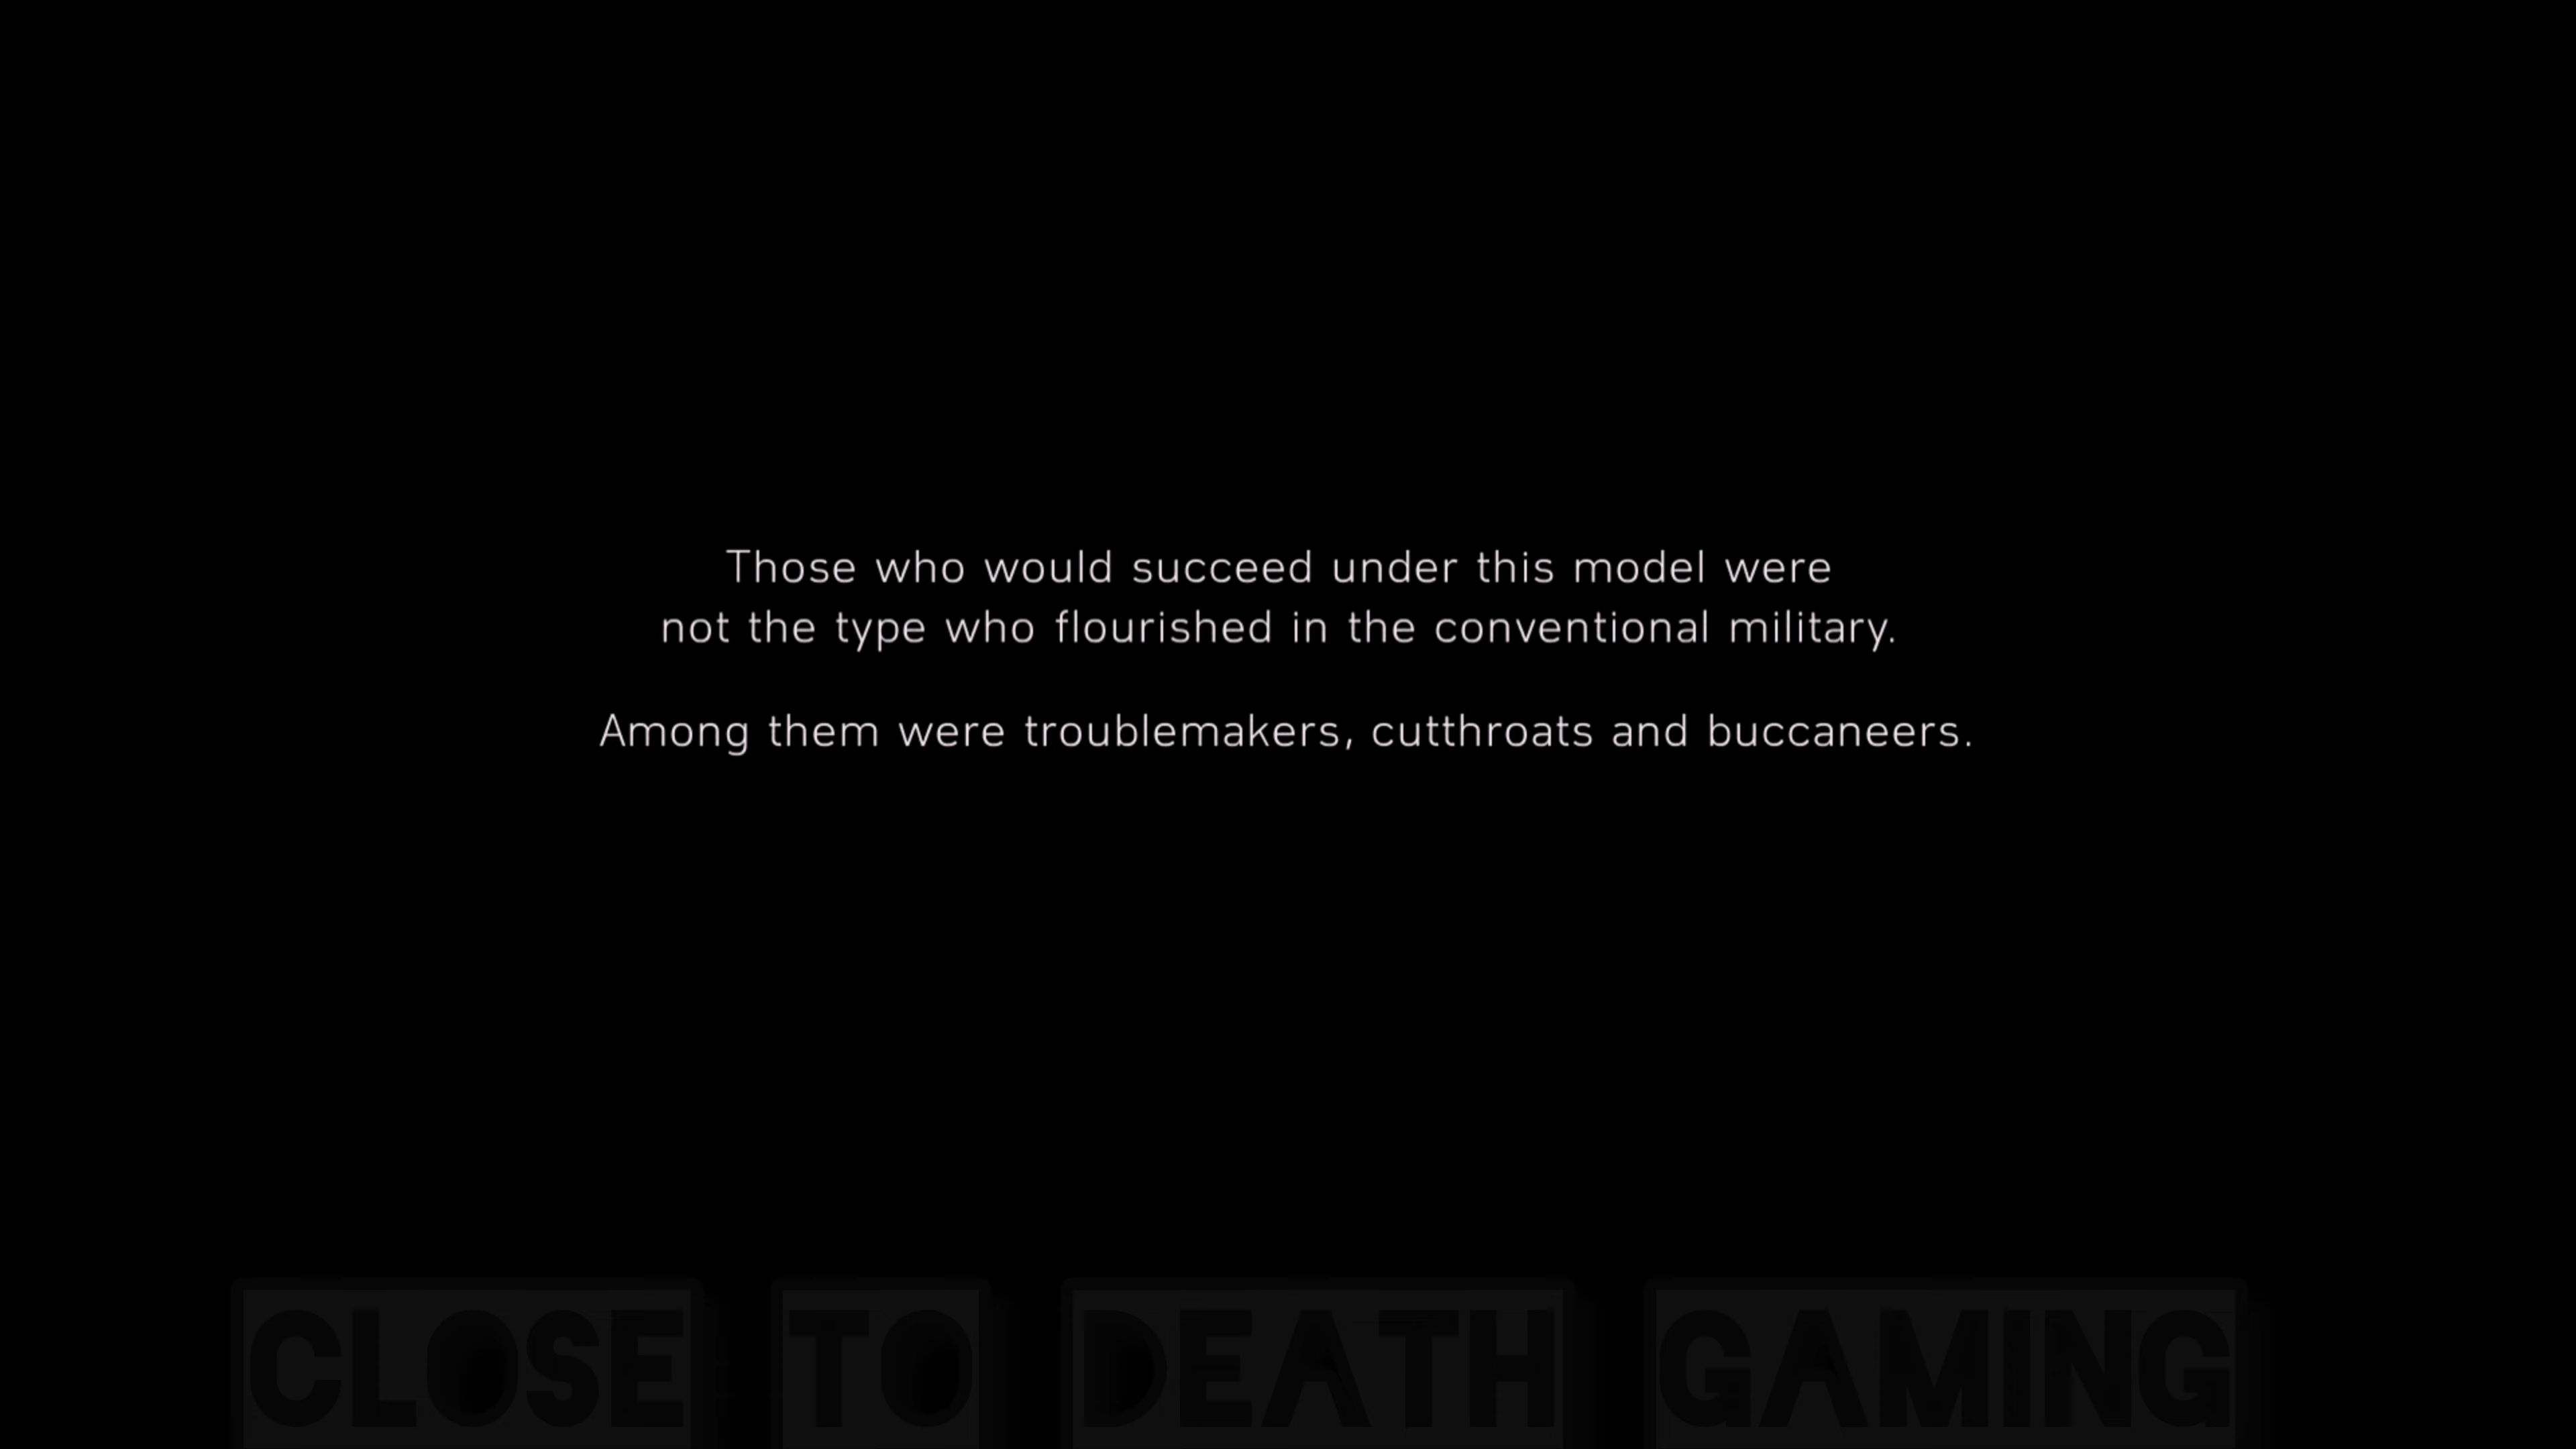 Those who would succeed under this model were
not the type who flourished in the conventional military.
Among them were troublemakers, cutthroats and buccaneers.
CLOSE TO DEATH GAMING